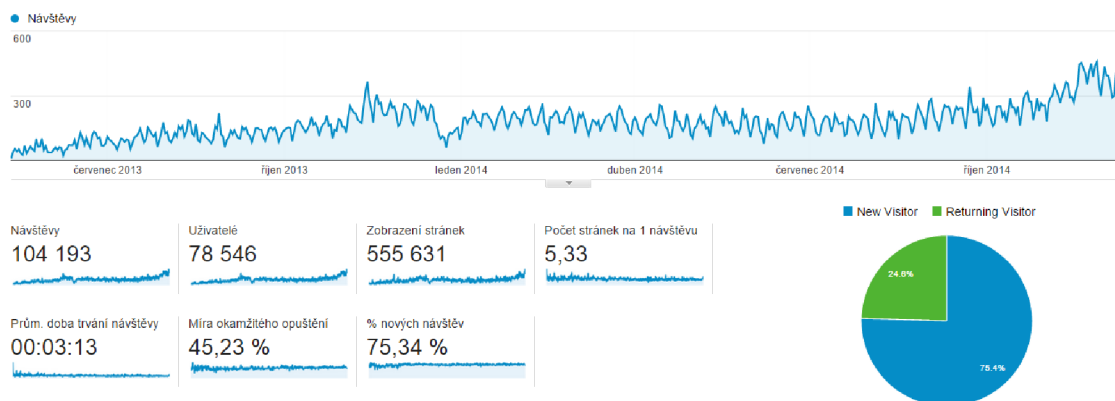 Návštěvy
600
300
červenec 2013 říjen 2013 leden 2014 duben 2014 červenec 2014 říjen 2014
New Visitor Returning Visitor
Návštěvy Uživatelé Zobrazení stránek Počet stránek na 1 návštěvu
104 193 78 546 555 631 5,33
24.6%
Prům. doba trvání návštěvy Míra okamžitého opuštění % nových návštěv
00:03:13 45,23 % 75,34 %
75.4%